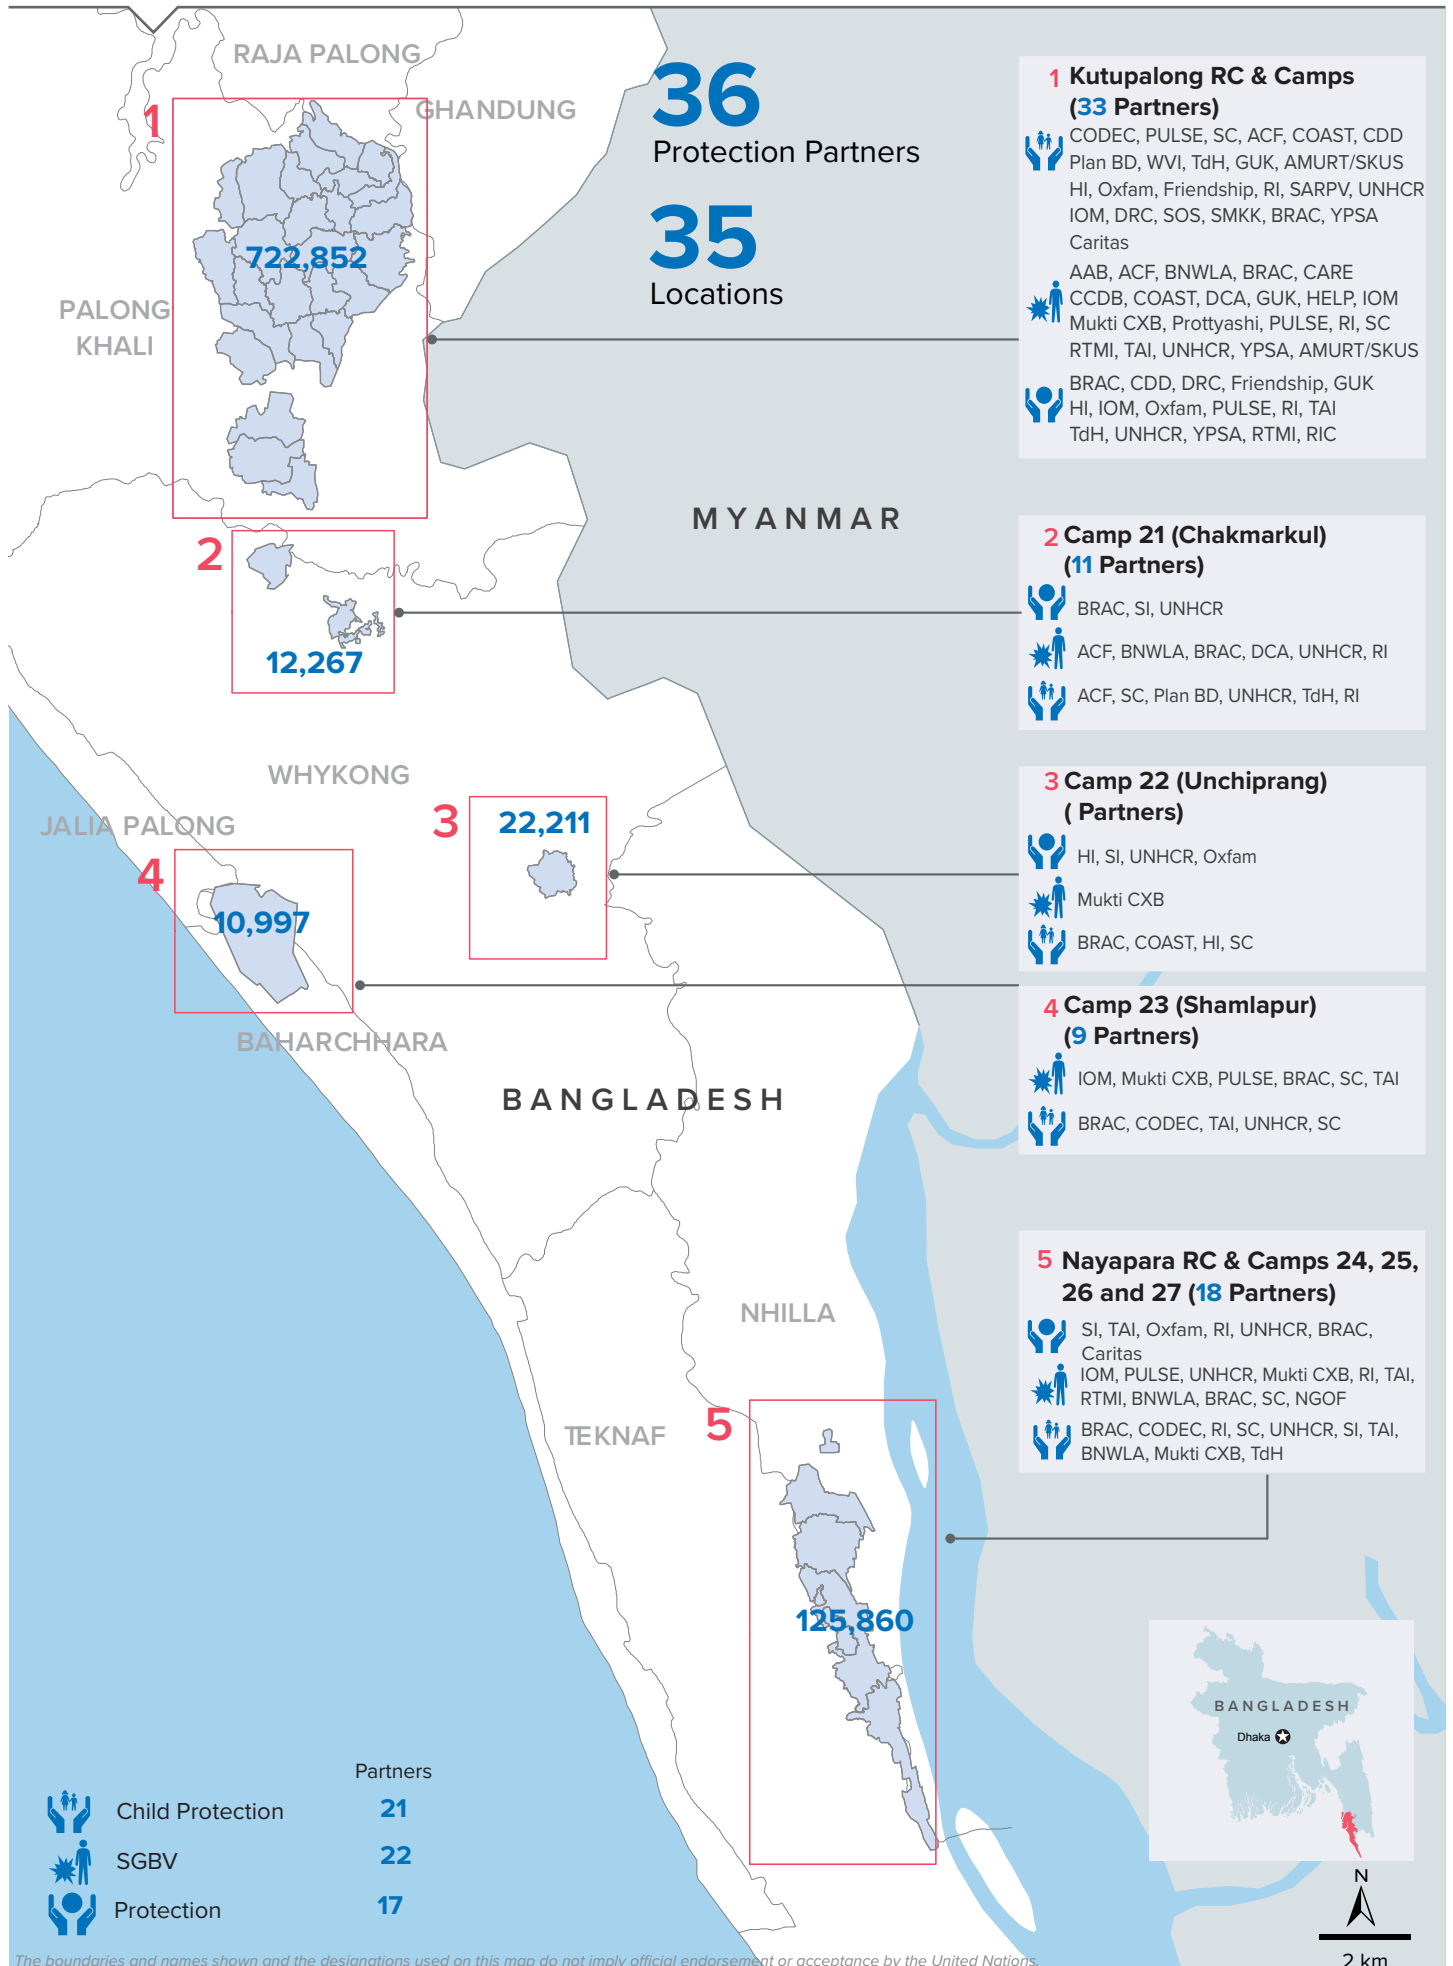 RAJA PALONG
GHANDUNG
1
722,852
PALONG
KHALI
36
Protection Partners
35
Locations
1 Kutupalong RC & Camps
(33 Partners)
CODEC, PULSE, SC, ACF, COAST, CDD
Plan BD, WVI, TdH, GUK, AMURT/SKUS
HI, Oxfam, Friendship, RI, SARPV, UNHCR
IOM, DRC, SOS, SMKK, BRAC, YPSA
Caritas
AAB, ACF, BNWLA, BRAC, CARE
CCDB, COAST, DCA, GUK, HELP, IOM
Mukti CXB, Prottyashi, PULSE, RI, SC
RTMI, TAI, UNHCR, YPSA, AMURT/SKUS
BRAC, CDD, DRC, Friendship, GUK
HI, IOM, Oxfam, PULSE, RI, TAI
TdH, UNHCR, YPSA, RTMI, RIC
MYANMAR
2
12,267
2 Camp 21 (Chakmarkul)
(11 Partners)
BRAC, SI, UNHCR
ACF, BNWLA, BRAC, DCA, UNHCR, RI
ACF, SC, Plan BD, UNHCR, TdH, RI
WHYKONG
JALIA PALONG
3
22,211
3 Camp 22 (Unchiprang)
( Partners)
HI, SI, UNHCR, Oxfam
Mukti CXB
BRAC, COAST, HI, SC
4
10,997
BAHARCHHARA
4 Camp 23 (Shamlapur)
(9 Partners)
IOM, Mukti CXB, PULSE, BRAC, SC, TAI
BRAC, CODEC, TAI, UNHCR, SC
BANGLADESH
5 Nayapara RC & Camps 24, 25,
26 and 27 (18 Partners)
SI, TAI, Oxfam, RI, UNHCR, BRAC,
Caritas
IOM, PULSE, UNHCR, Mukti CXB, RI, TAI,
RTMI, BNWLA, BRAC, SC, NGOF
BRAC, CODEC, RI, SC, UNHCR, SI, TAI,
BNWLA, Mukti CXB, TdH
NHILLA
TEKNAF
5
125,860
BANGLADESH
Dhaka
Partners
Child Protection 21
SGBV 22
Protection 17
N
2 km
The boundaries and names shown and the designations used on this map do not imply official endorsement or acceptance by the United Nations.